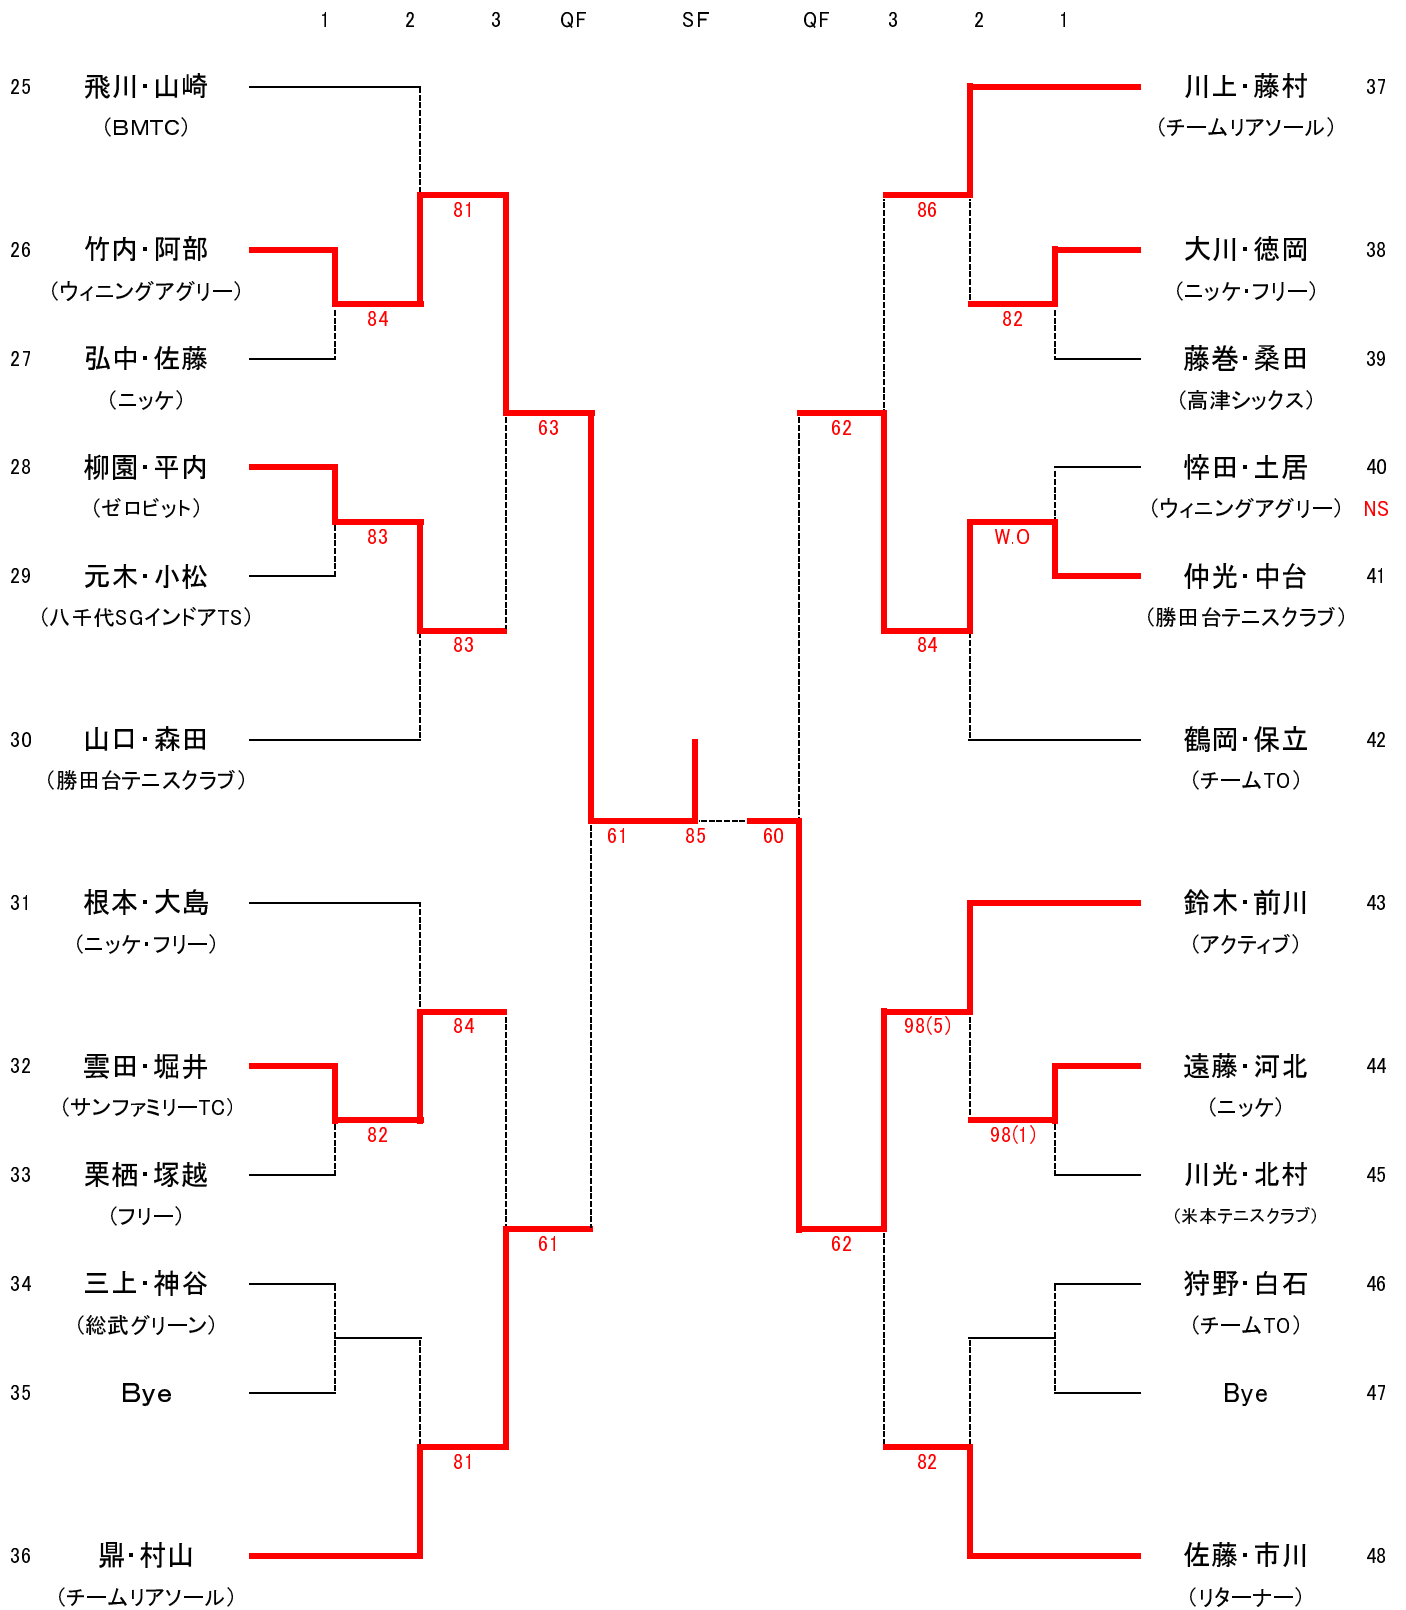 1 2 3 QF SF QF 3 2 1
25 飛川・山崎 川上・藤村 37
（BMTC） （チームリアソール）
81 86
26 竹内・阿部 大川・徳岡 38
（ウィニングアグリー） （ニッケ・フリー）
84 82
27 弘中・佐藤 藤巻・桑田 39
（ニッケ） （高津シックス）
63 62
28 柳園・平内 悴田・土居 40
（ゼロビット） （ウィニングアグリー） NS
83 W.O
29 元木・小松 仲光・中台 41
（八千代SGインドアTS） （勝田台テニスクラブ）
83 84
30 山口・森田 鶴岡・保立 42
（勝田台テニスクラブ） （チームTO）
61 85 60
31 根本・大島 鈴木・前川 43
（ニッケ・フリー） （アクティブ）
84 98(5)
32 雲田・堀井 遠藤・河北 44
（サンファミリーTC） （ニッケ）
82 98(1)
33 栗栖・塚越 川光・北村 45
（フリー） （米本テニスクラブ）
61 62
34 三上・神谷 狩野・白石 46
（総武グリーン） （チームTO）
35 Bye Bye 47
81 82
36 鼎・村山 佐藤・市川 48
（チームリアソール） （リターナー）